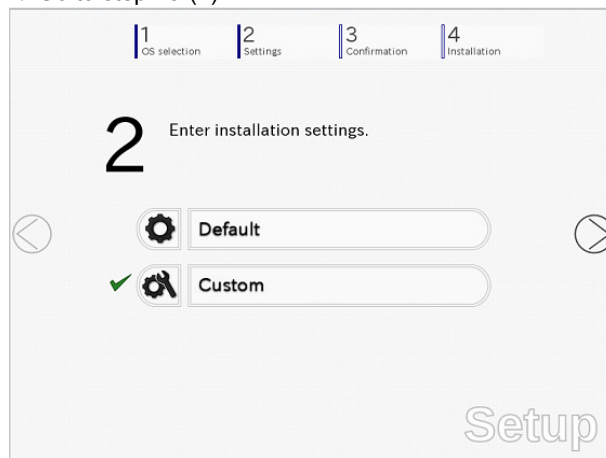 1 2 3 4
OS selection Settings Confirmation Installation
2 Enter installation settings.
Default
Custom
Setup